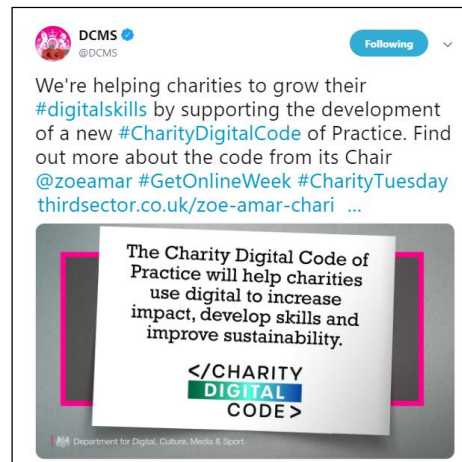 DCMS
@DCMS
Following
We're helping charities to grow their
#digitalskills by supporting the development
of a new #CharityDigitalCode of Practice. Find
out more about the code from its Chair
@zoeamar #GetOnlineWeek #CharityTuesday
thirdsector.co.uk/zoe-amar-chari ...
The Charity Digital Code of
Practice will help charities
use digital to increase
impact, develop skills and
improve sustainability.
</CHARITY
DIGITAL
CODE>
Department for Digital, Culture, Media & Sport